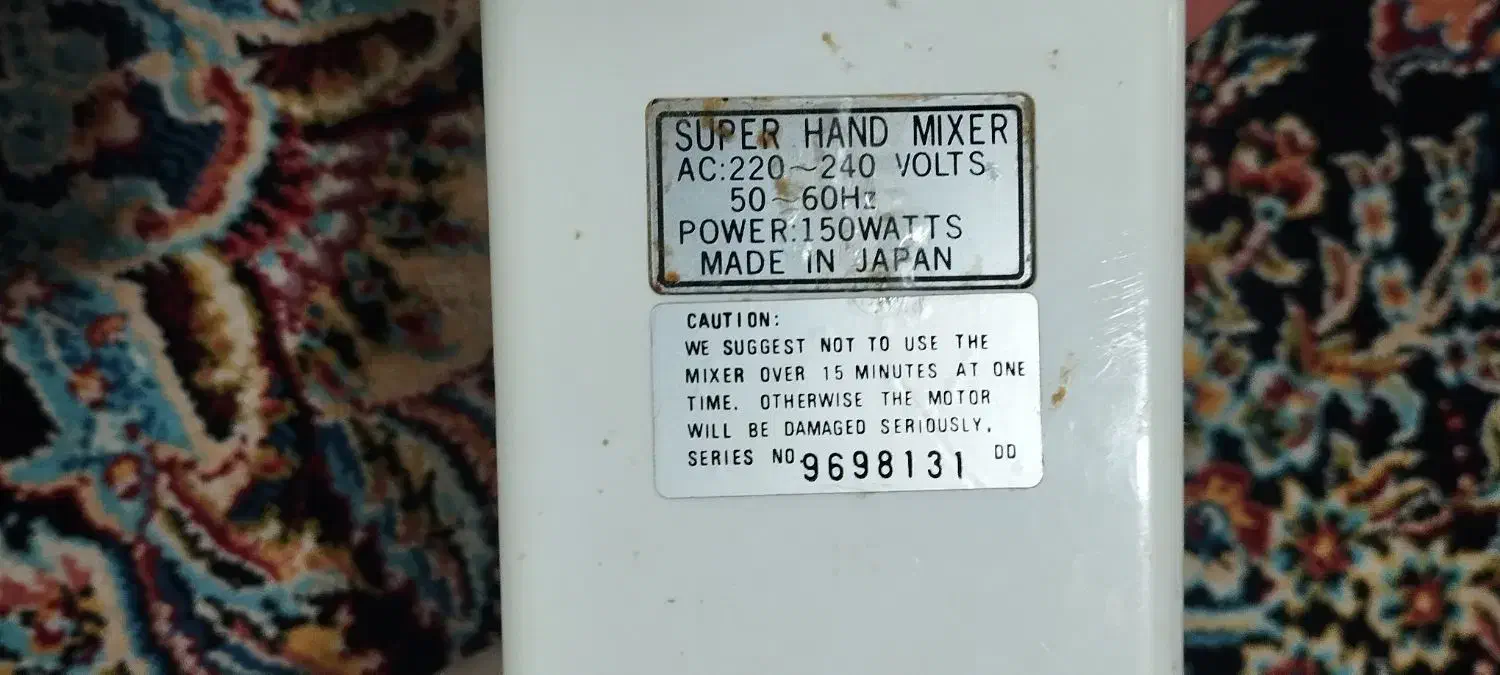 SUPER HAND MIXER
AC:220~240 VOLTS
50~60Hz
POWER:150WATTS
MADE IN JAPAN
CAUTION:
WE SUGGEST NOT TO USE THE
MIXER OVER 15 MINUTES AT ONE
TIME. OTHERWISE THE MOTOR
WILL BE DAMAGED SERIOUSLY.
SERIES NO 9698131 DD